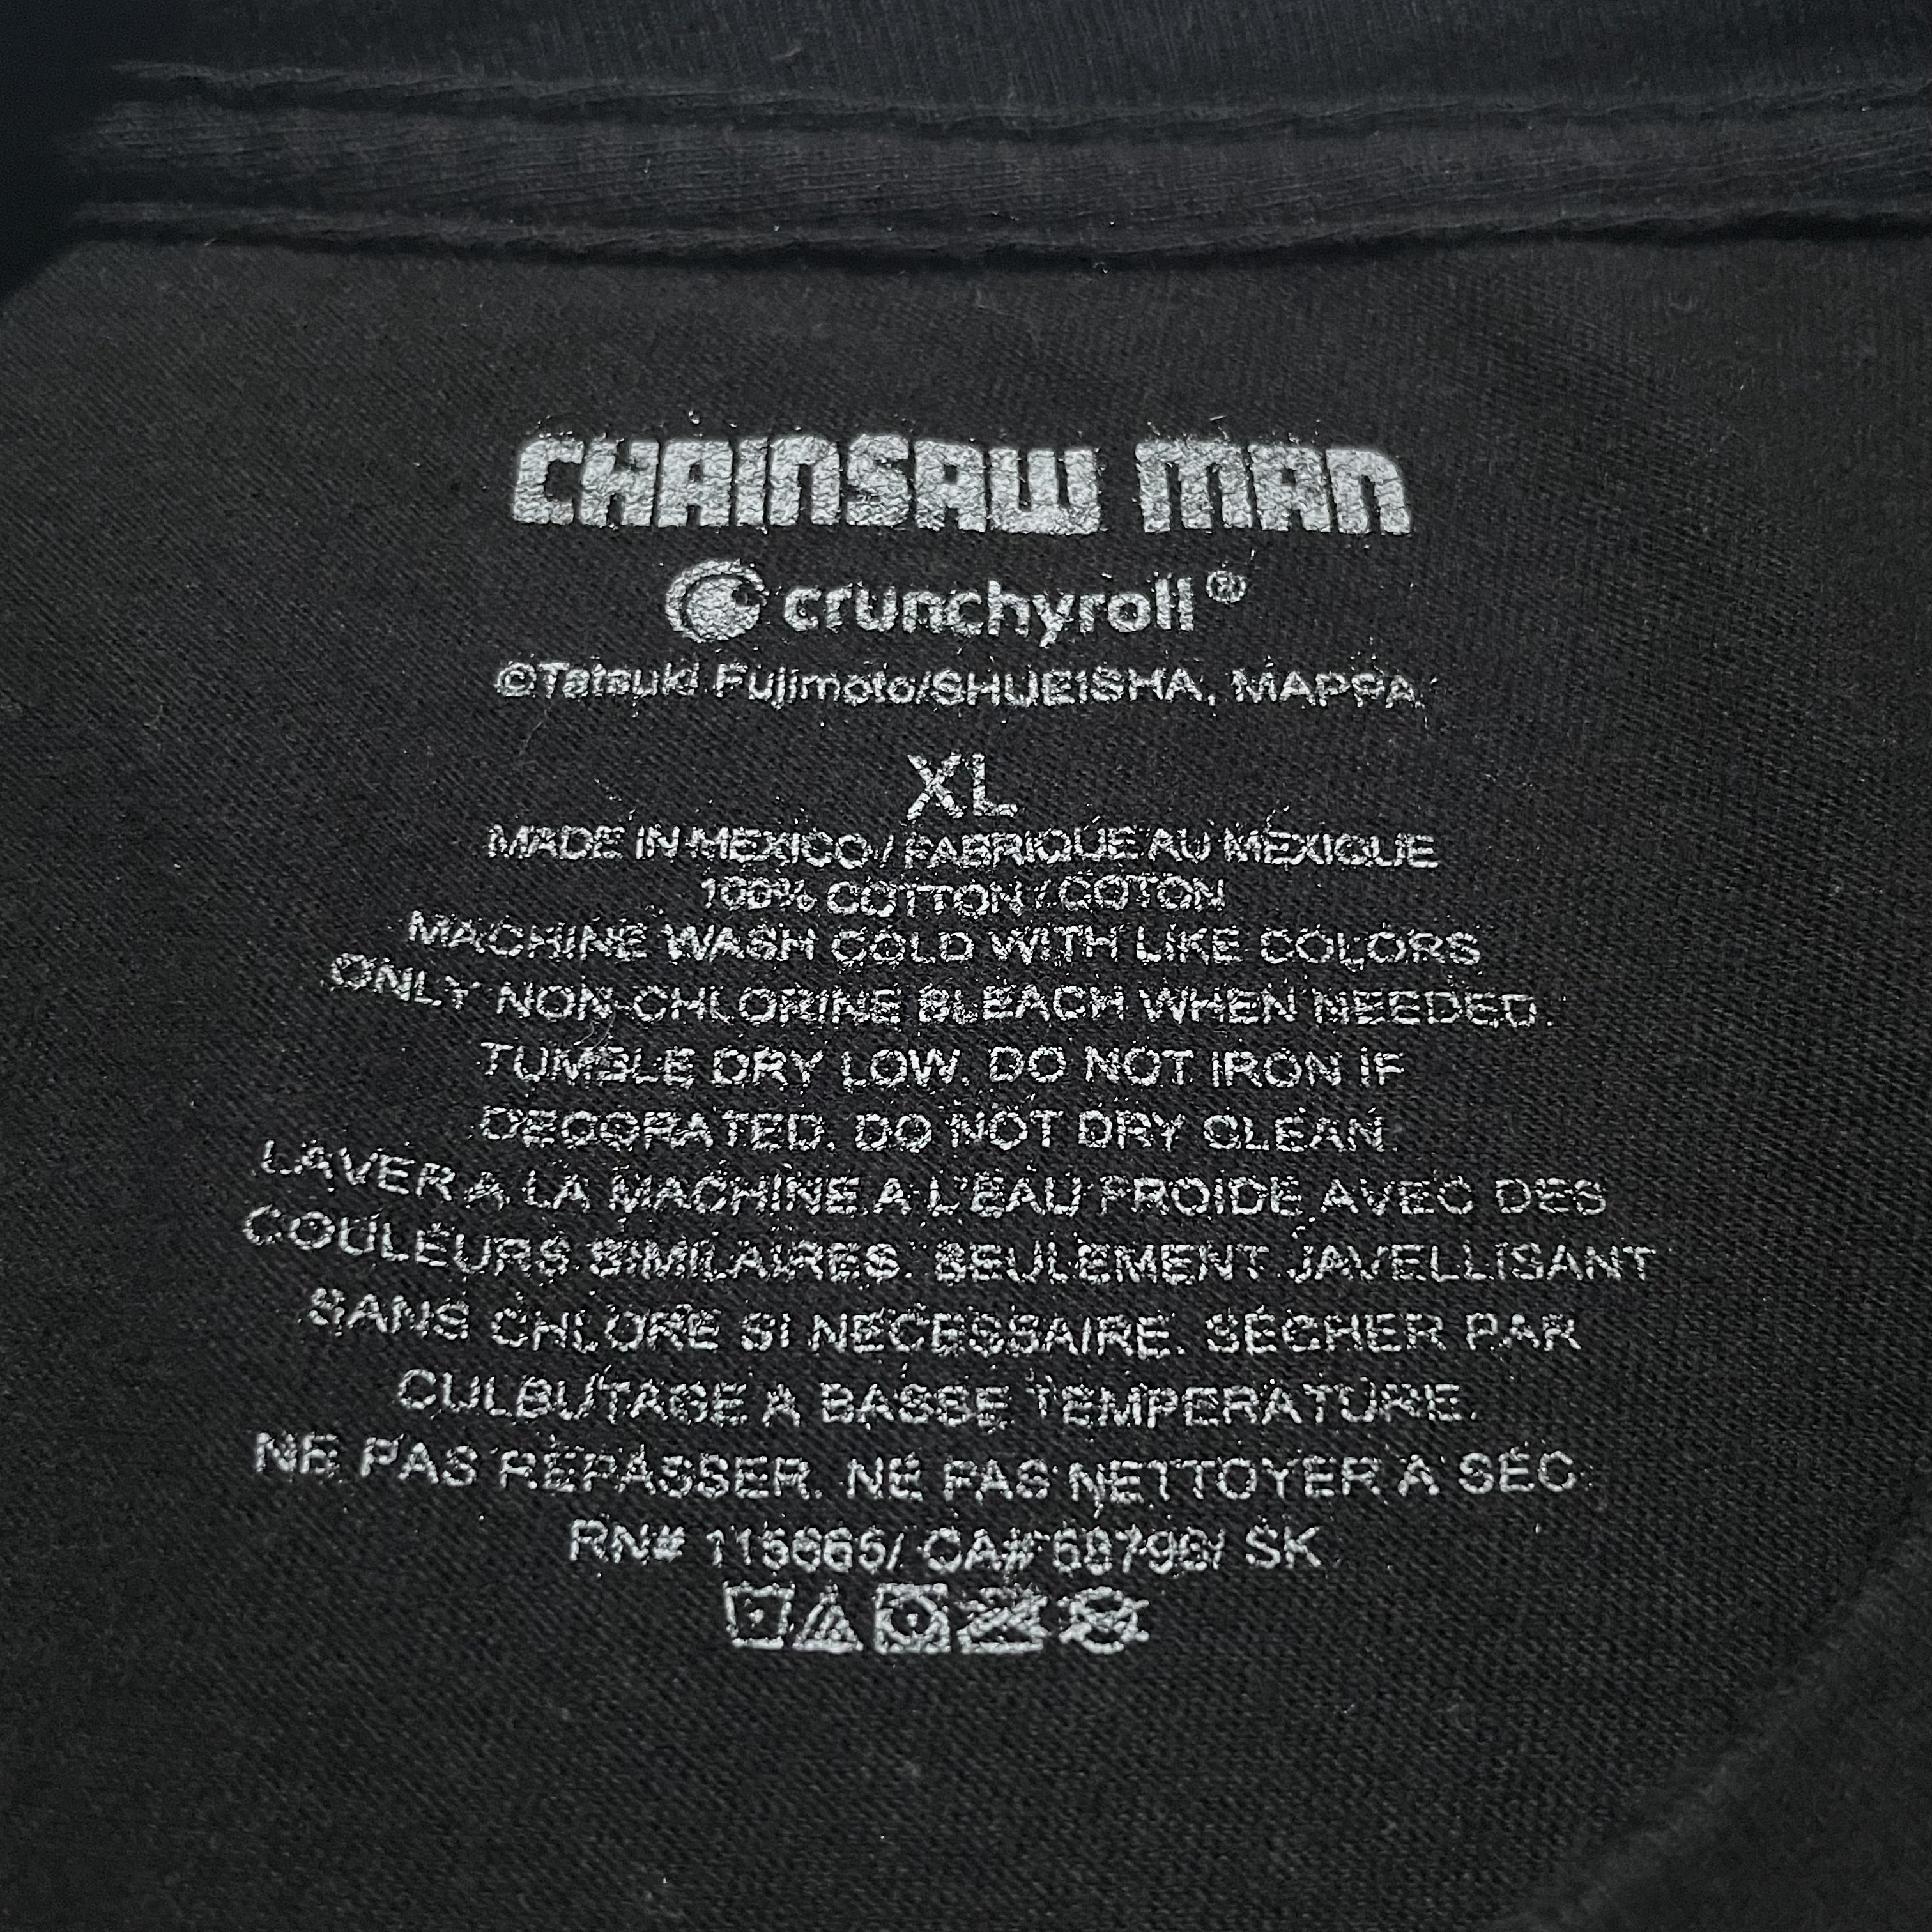 CHAINSAW MAN
crunchyroll®
©Tatsuki Fujimoto/SHUEISHA, MAPPA
XL
MADE IN MEXICO / FABRIQUE AU MEXIQUE
100% COTTON / COTON
MACHINE WASH COLD WITH LIKE COLORS
ONLY NON-CHLORINE BLEACH WHEN NEEDED.
TUMBLE DRY LOW. DO NOT IRON IF
DECORATED. DO NOT DRY CLEAN.
LAVER A LA MACHINE A L'EAU FROIDE AVEC DES
COULEURS SIMILAIRES. SEULEMENT JAVELLISANT
SANS CHLORE SI NECESSAIRE. SECHER PAR
CULBUTAGE A BASSE TEMPERATURE.
NE PAS REPASSER. NE PAS NETTOYER A SEC
RN# CA# SK